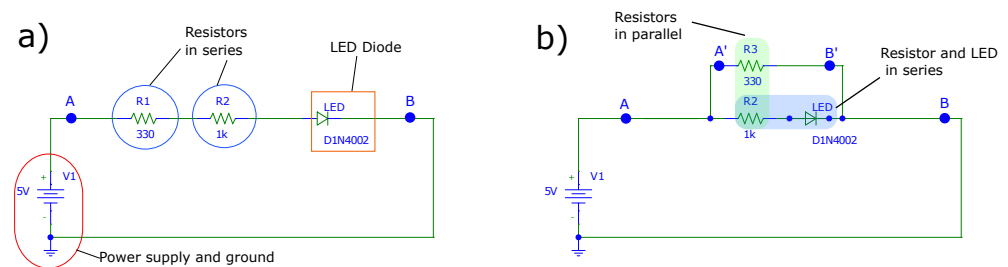 a)
Resistors
in series
LED Diode
A
R1
330
R2
1k
LED
D1N4002
B
+
V1
5V
-
Power supply and ground
b)
Resistors
in parallel
A'
R3
330
B'
Resistor and LED
in series
A
R2
1k
LED
D1N4002
B
+
V1
5V
-